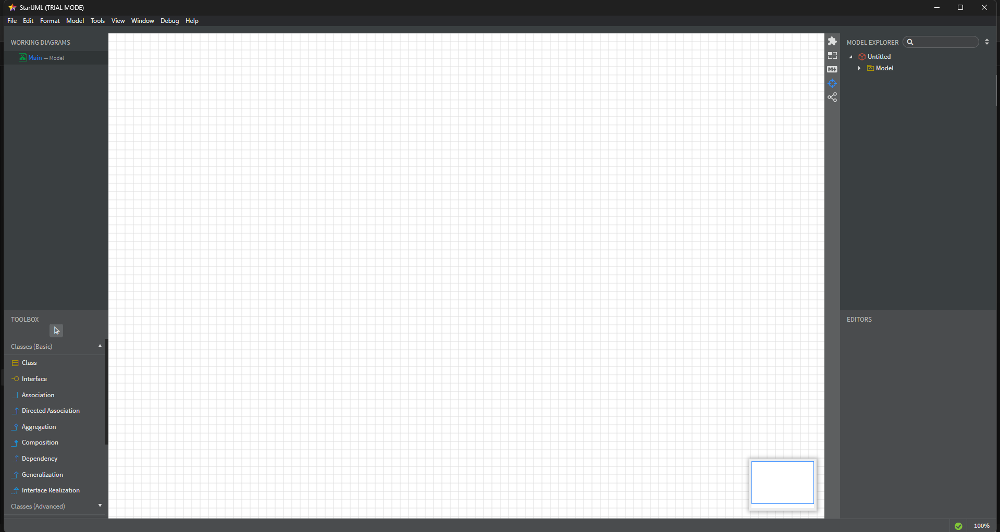 StarUML (TRIAL MODE)
File Edit Format Model Tools View Window Debug Help
WORKING DIAGRAMS
Main — Model
TOOLBOX
Classes (Basic)
Class
Interface
Association
Directed Association
Aggregation
Composition
Dependency
Generalization
Interface Realization
Classes (Advanced)
M
MODEL EXPLORER
Untitled
Model
EDITORS
100%